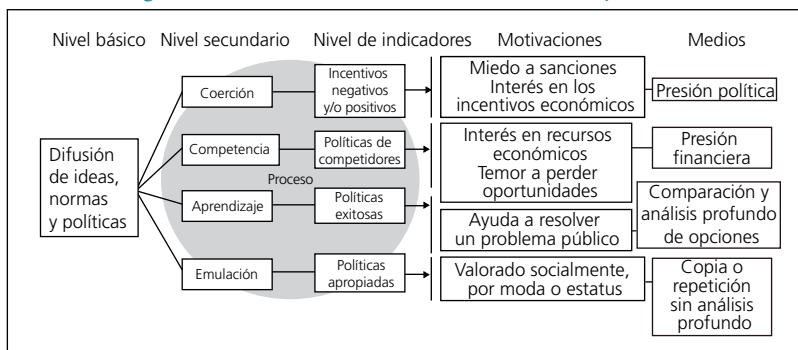 Nivel básico
Nivel secundario
Nivel de indicadores
Motivaciones
Medios
Difusión
de ideas,
normas
y políticas
Proceso
Coerción
Incentivos
negativos
y/o positivos
Miedo a sanciones
Interés en los
incentivos económicos
Presión política
Competencia
Políticas de
competidores
Interés en recursos
económicos
Temor a perder
oportunidades
Presión
financiera
Aprendizaje
Políticas
exitosas
Ayuda a resolver
un problema público
Comparación y
análisis profundo
de opciones
Emulación
Políticas
apropiadas
Valorado socialmente,
por moda o estatus
Copia o
repetición
sin análisis
profundo